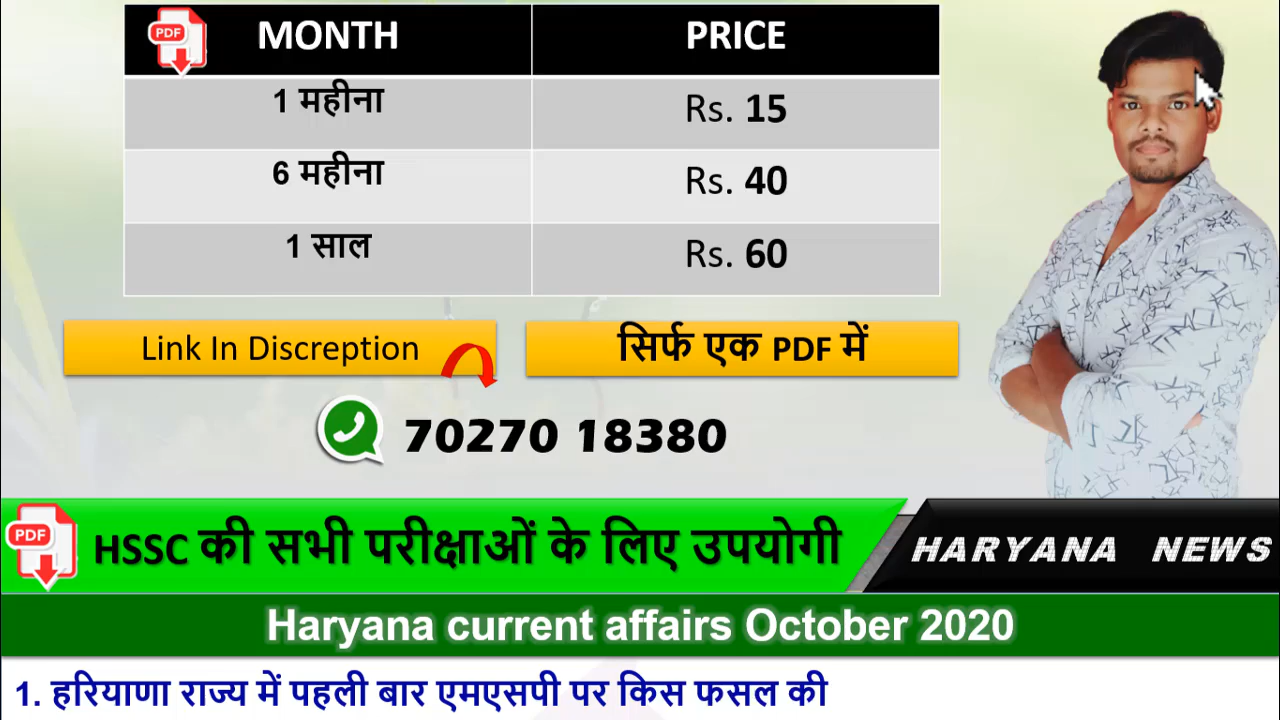 PDF MONTH PRICE
1 महीना Rs. 15
6 महीना Rs. 40
1 साल Rs. 60
Link In Discreption सिर्फ एक PDF में
70270 18380
PDF HSSC की सभी परीक्षाओं के लिए उपयोगी HARYANA NEWS
Haryana current affairs October 2020
1. हरियाणा राज्य में पहली बार एमएसपी पर किस फसल की